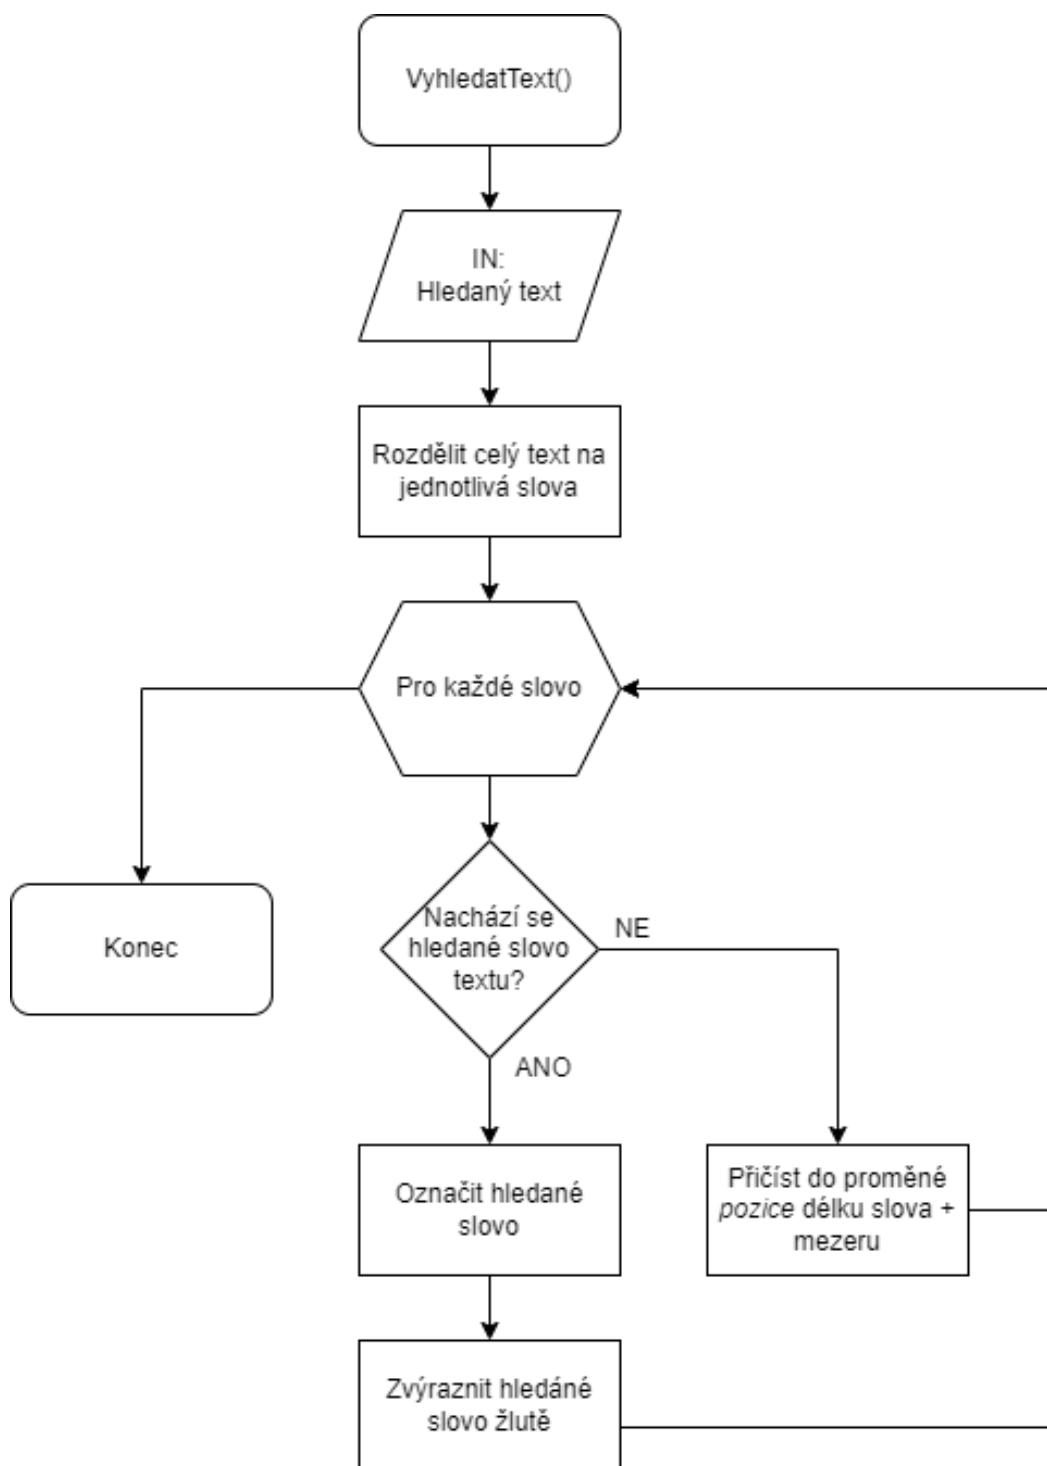 VyhledatText()
IN:
Hledaný text
Rozdělit celý text na
jednotlivá slova
Pro každé slovo
Konec
Nachází se
hledané slovo
textu?
NE
ANO
Označit hledané
slovo
Přičíst do proměné
pozice délku slova +
mezeru
Zvýraznit hledáné
slovo žlutě